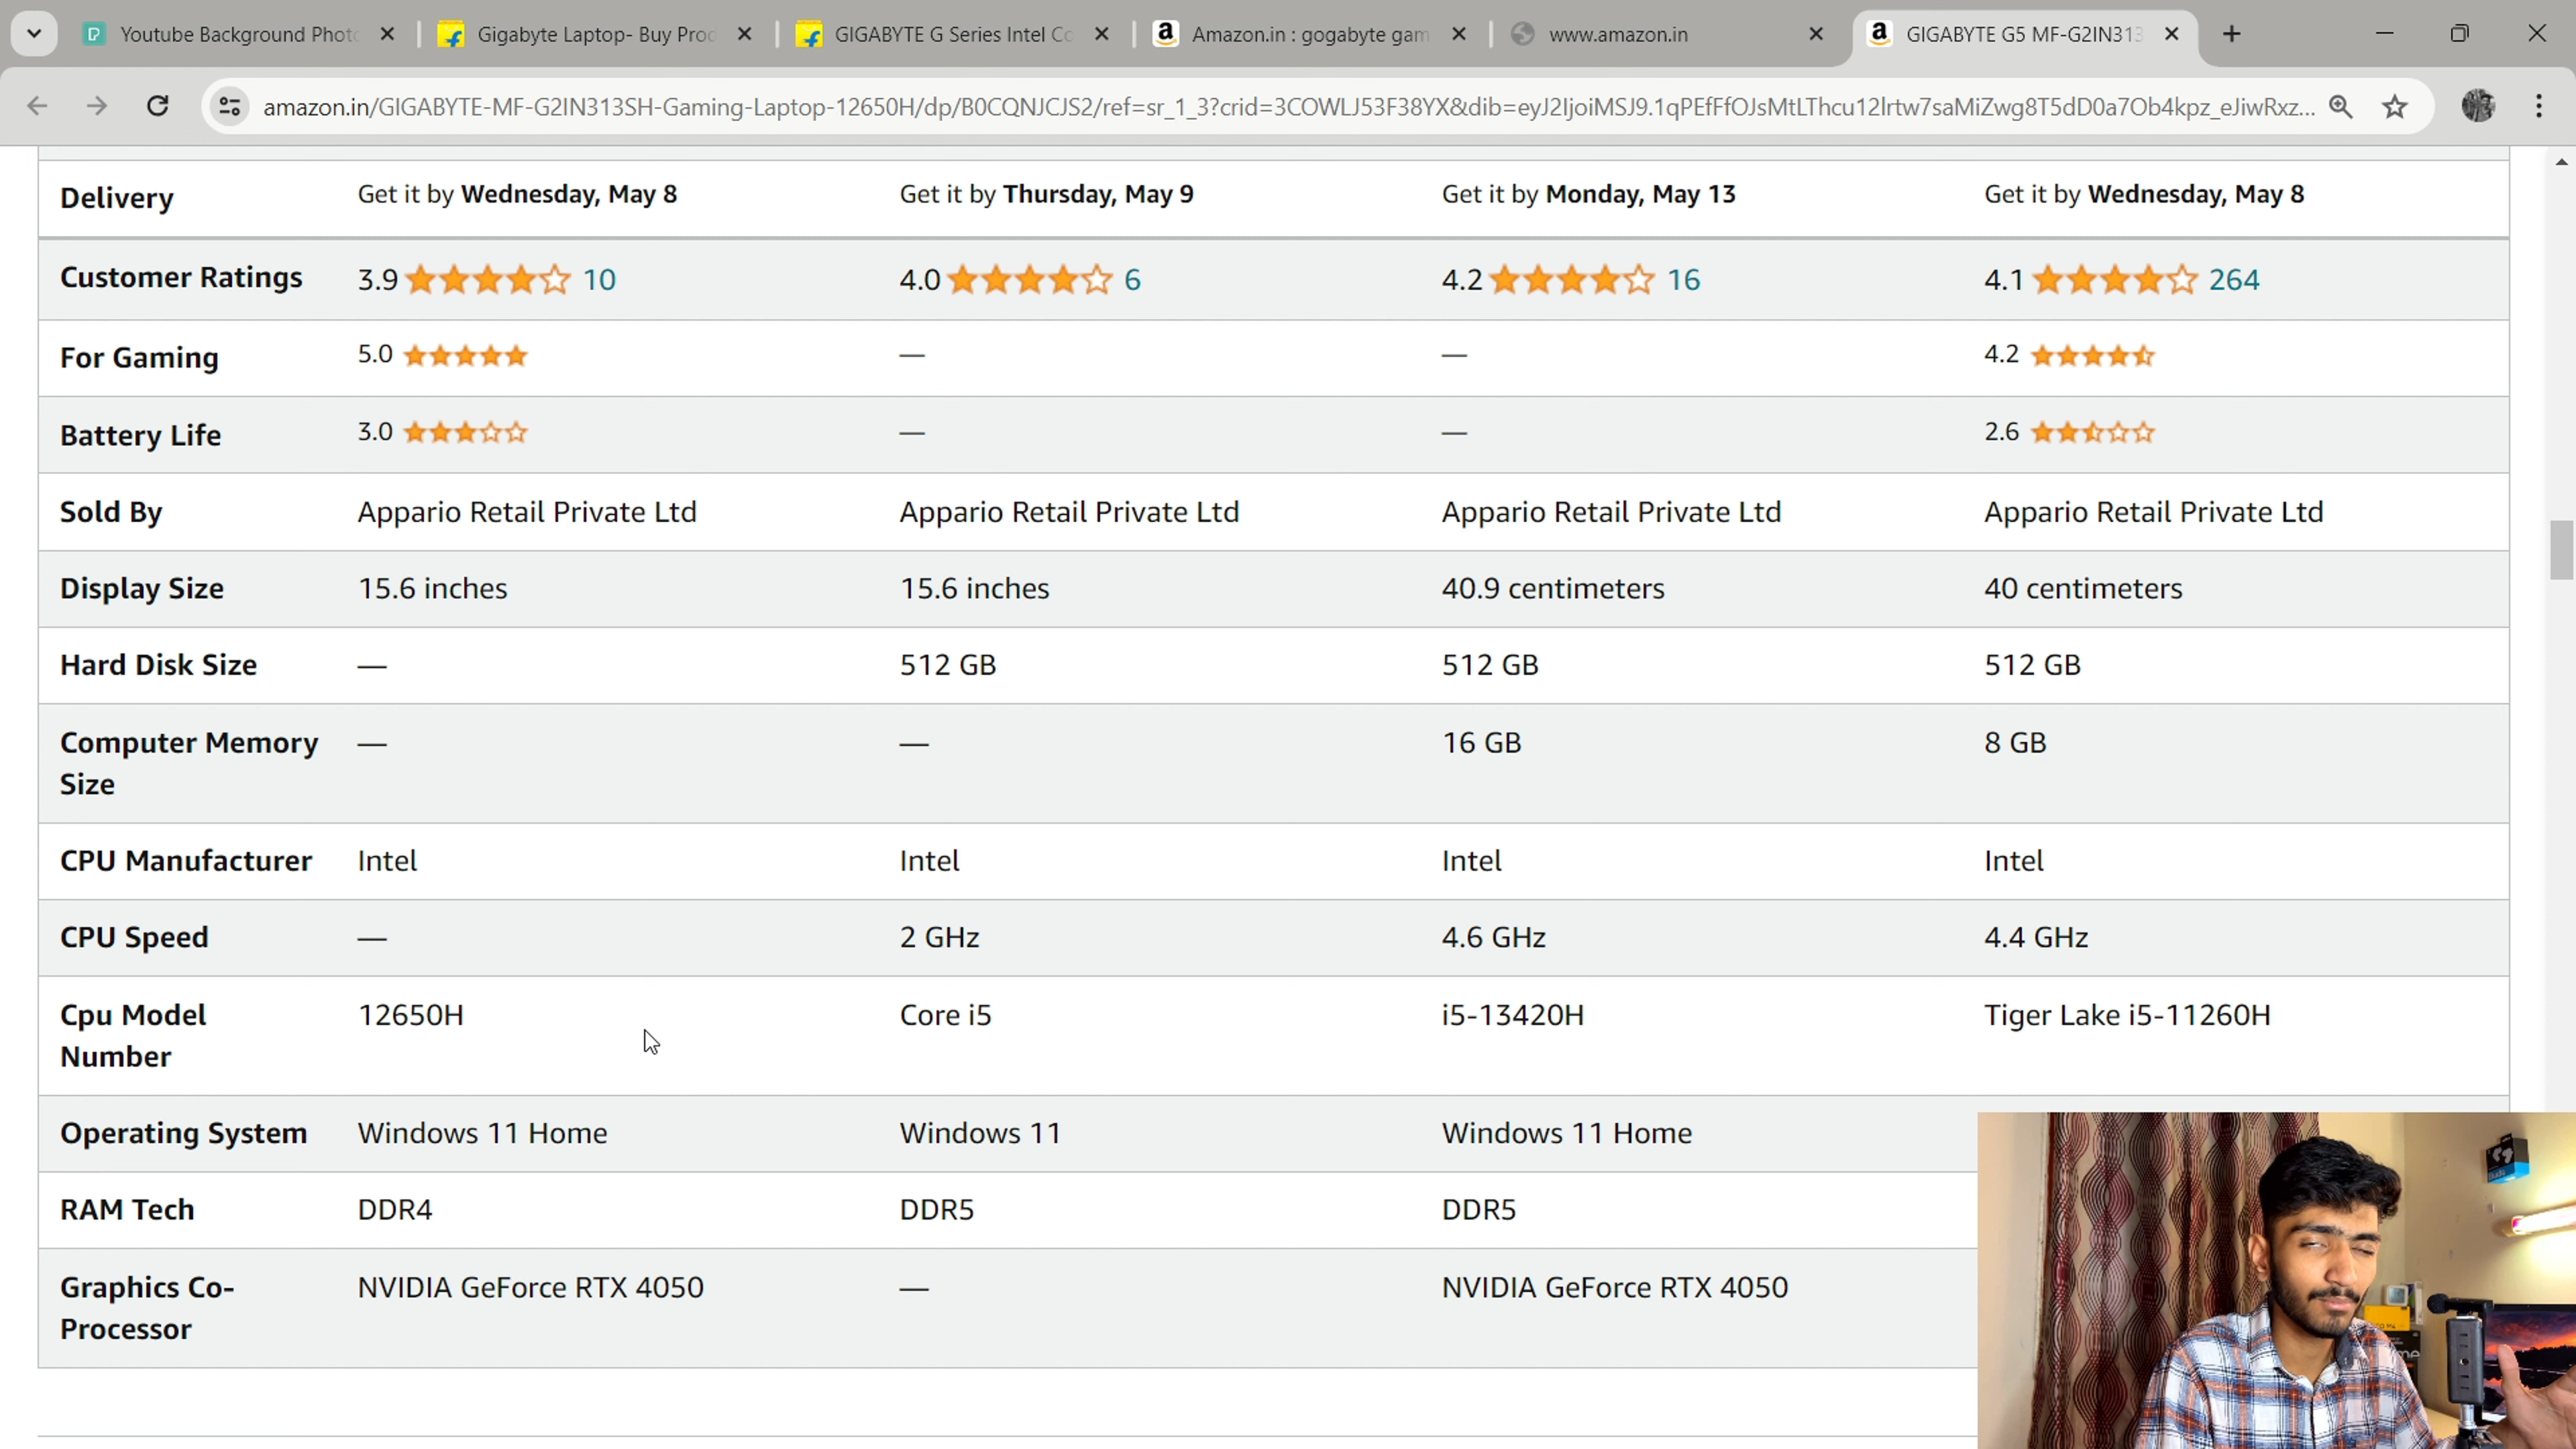 Youtube Background Phot
Gigabyte Laptop- Buy Pro
GIGABYTE G Series Intel Co
Amazon.in : gogabyte gam
www.amazon.in
GIGABYTE G5 MF-G2IN313
amazon.in/GIGABYTE-MF-G2IN313SH-Gaming-Laptop-12650H/dp/B0CQNJCJS2/ref=sr_1_3?crid=3COWLJ53F38YX&dib=eyJ2IjoiMSJ9.1qPEfFfOJsMtLThcu12lrtw7saMiZwg8T5dD0a7Ob4kpz_eJiwRxz...
Delivery Get it by Wednesday, May 8 Get it by Thursday, May 9 Get it by Monday, May 13 Get it by Wednesday, May 8
Customer Ratings 3.9 10 4.0 6 4.2 16 4.1 264
For Gaming 5.0 — — 4.2
Battery Life 3.0 — — 2.6
Sold By Appario Retail Private Ltd Appario Retail Private Ltd Appario Retail Private Ltd Appario Retail Private Ltd
Display Size 15.6 inches 15.6 inches 40.9 centimeters 40 centimeters
Hard Disk Size — 512 GB 512 GB 512 GB
Computer Memory — — 16 GB 8 GB
Size
CPU Manufacturer Intel Intel Intel Intel
CPU Speed — 2 GHz 4.6 GHz 4.4 GHz
Cpu Model 12650H Core i5 i5-13420H Tiger Lake i5-11260H
Number
Operating System Windows 11 Home Windows 11 Windows 11 Home
RAM Tech DDR4 DDR5 DDR5
Graphics Co- NVIDIA GeForce RTX 4050 — NVIDIA GeForce RTX 4050
Processor